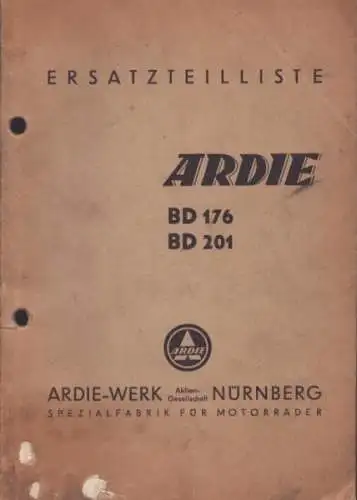 ERSATZTEILLISTE
ARDIE
BD 176
BD 201
ARDIE
ARDIE-WERK Aktien-Gesellschaft NÜRNBERG
SPEZIALFABRIK FÜR MOTORRÄDER